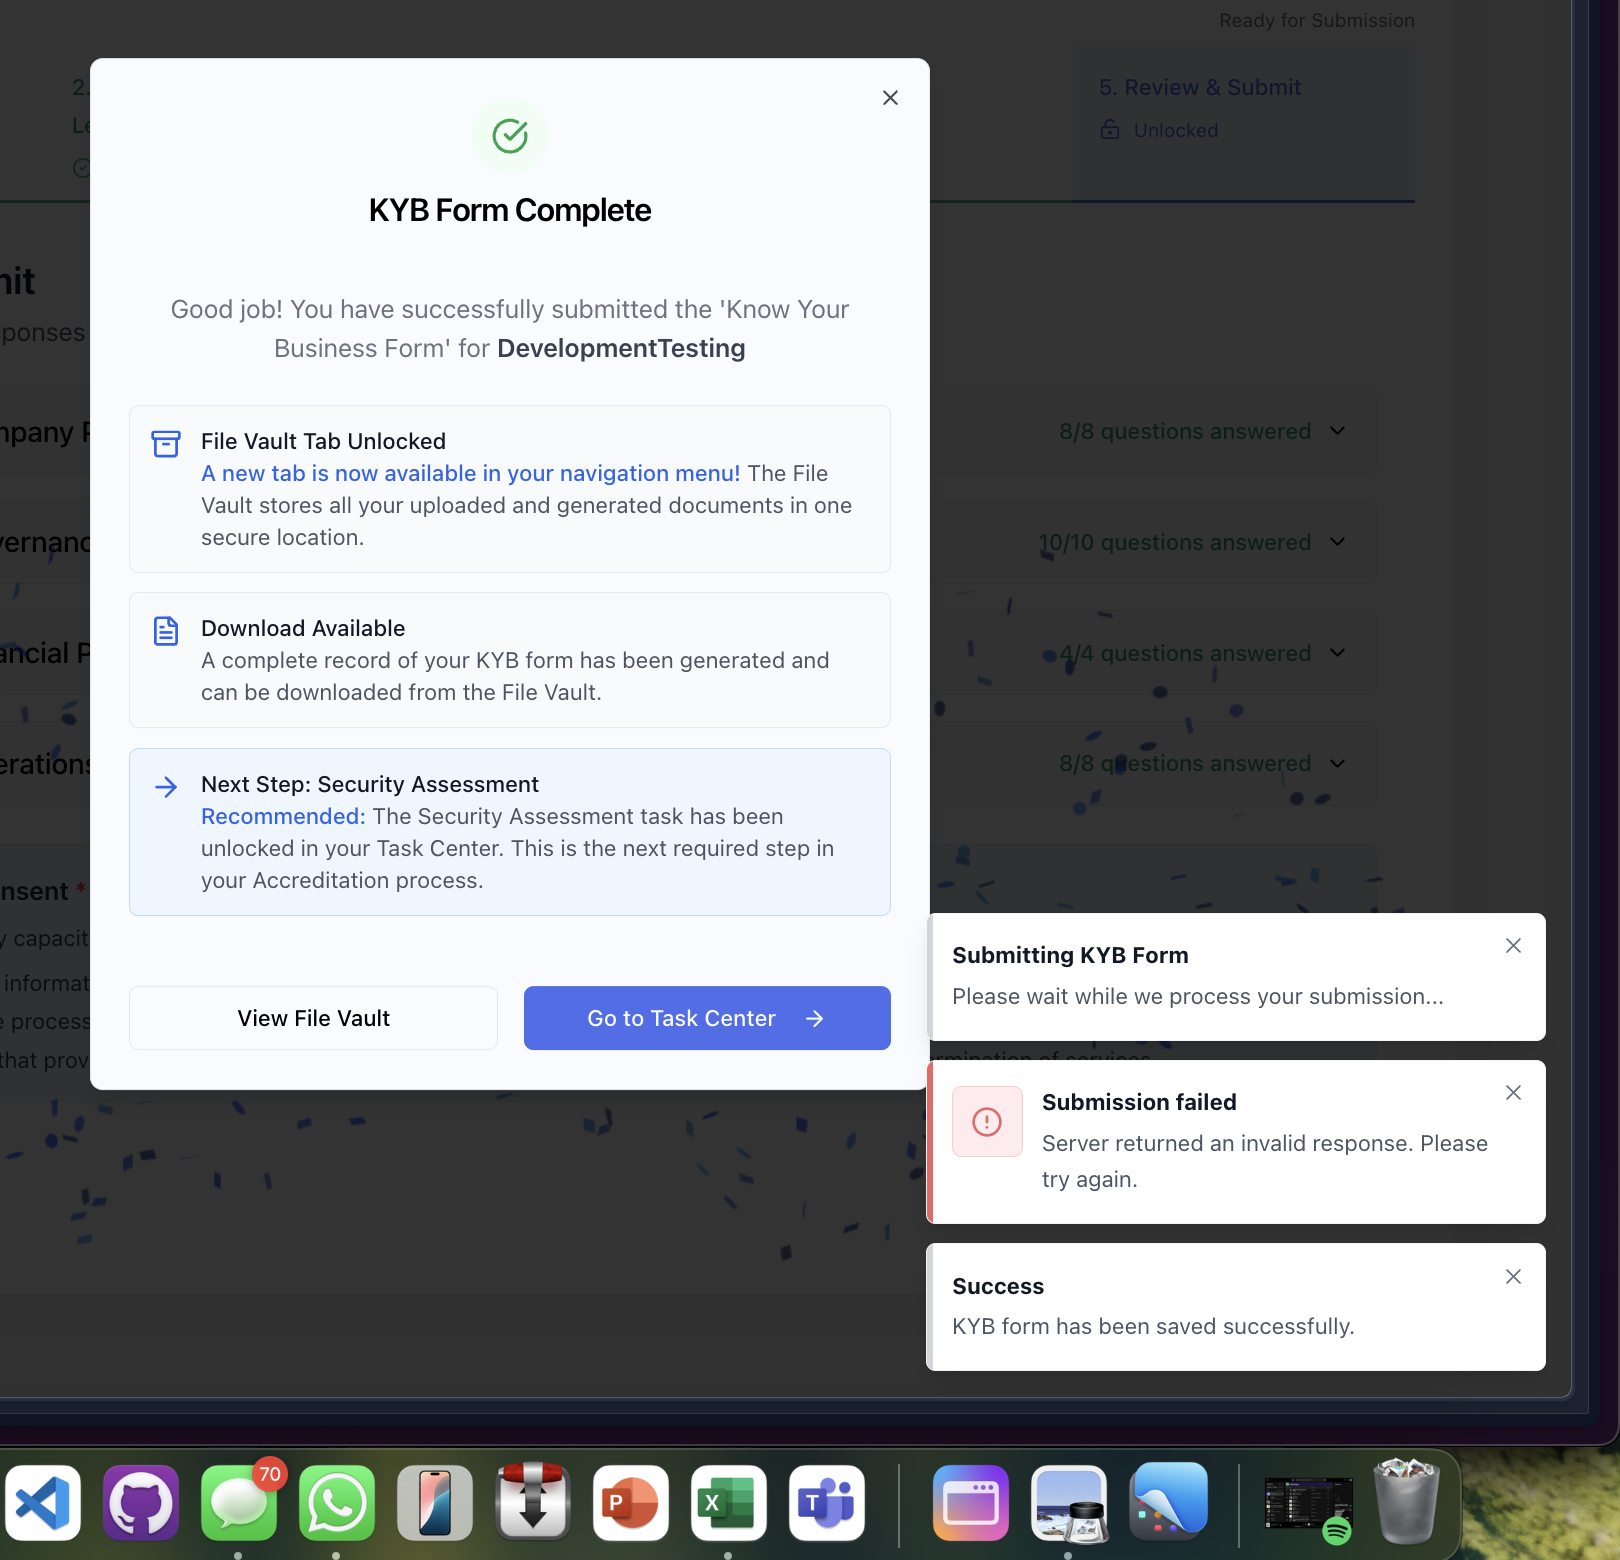 Ready for Submission
2.
5. Review & Submit
Unlocked
KYB Form Complete
Good job! You have successfully submitted the 'Know Your
Business Form' for DevelopmentTesting
8/8 questions answered
10/10 questions answered
4/4 questions answered
8/8 questions answered
File Vault Tab Unlocked
A new tab is now available in your navigation menu! The File
Vault stores all your uploaded and generated documents in one
secure location.
Download Available
A complete record of your KYB form has been generated and
can be downloaded from the File Vault.
Next Step: Security Assessment
Recommended: The Security Assessment task has been
unlocked in your Task Center. This is the next required step in
your Accreditation process.
nsent *
y capacit
informat
e process
that prov
View File Vault
Go to Task Center
Submitting KYB Form
Please wait while we process your submission...
Submission failed
Server returned an invalid response. Please
try again.
Success
KYB form has been saved successfully.
70
P
X
T